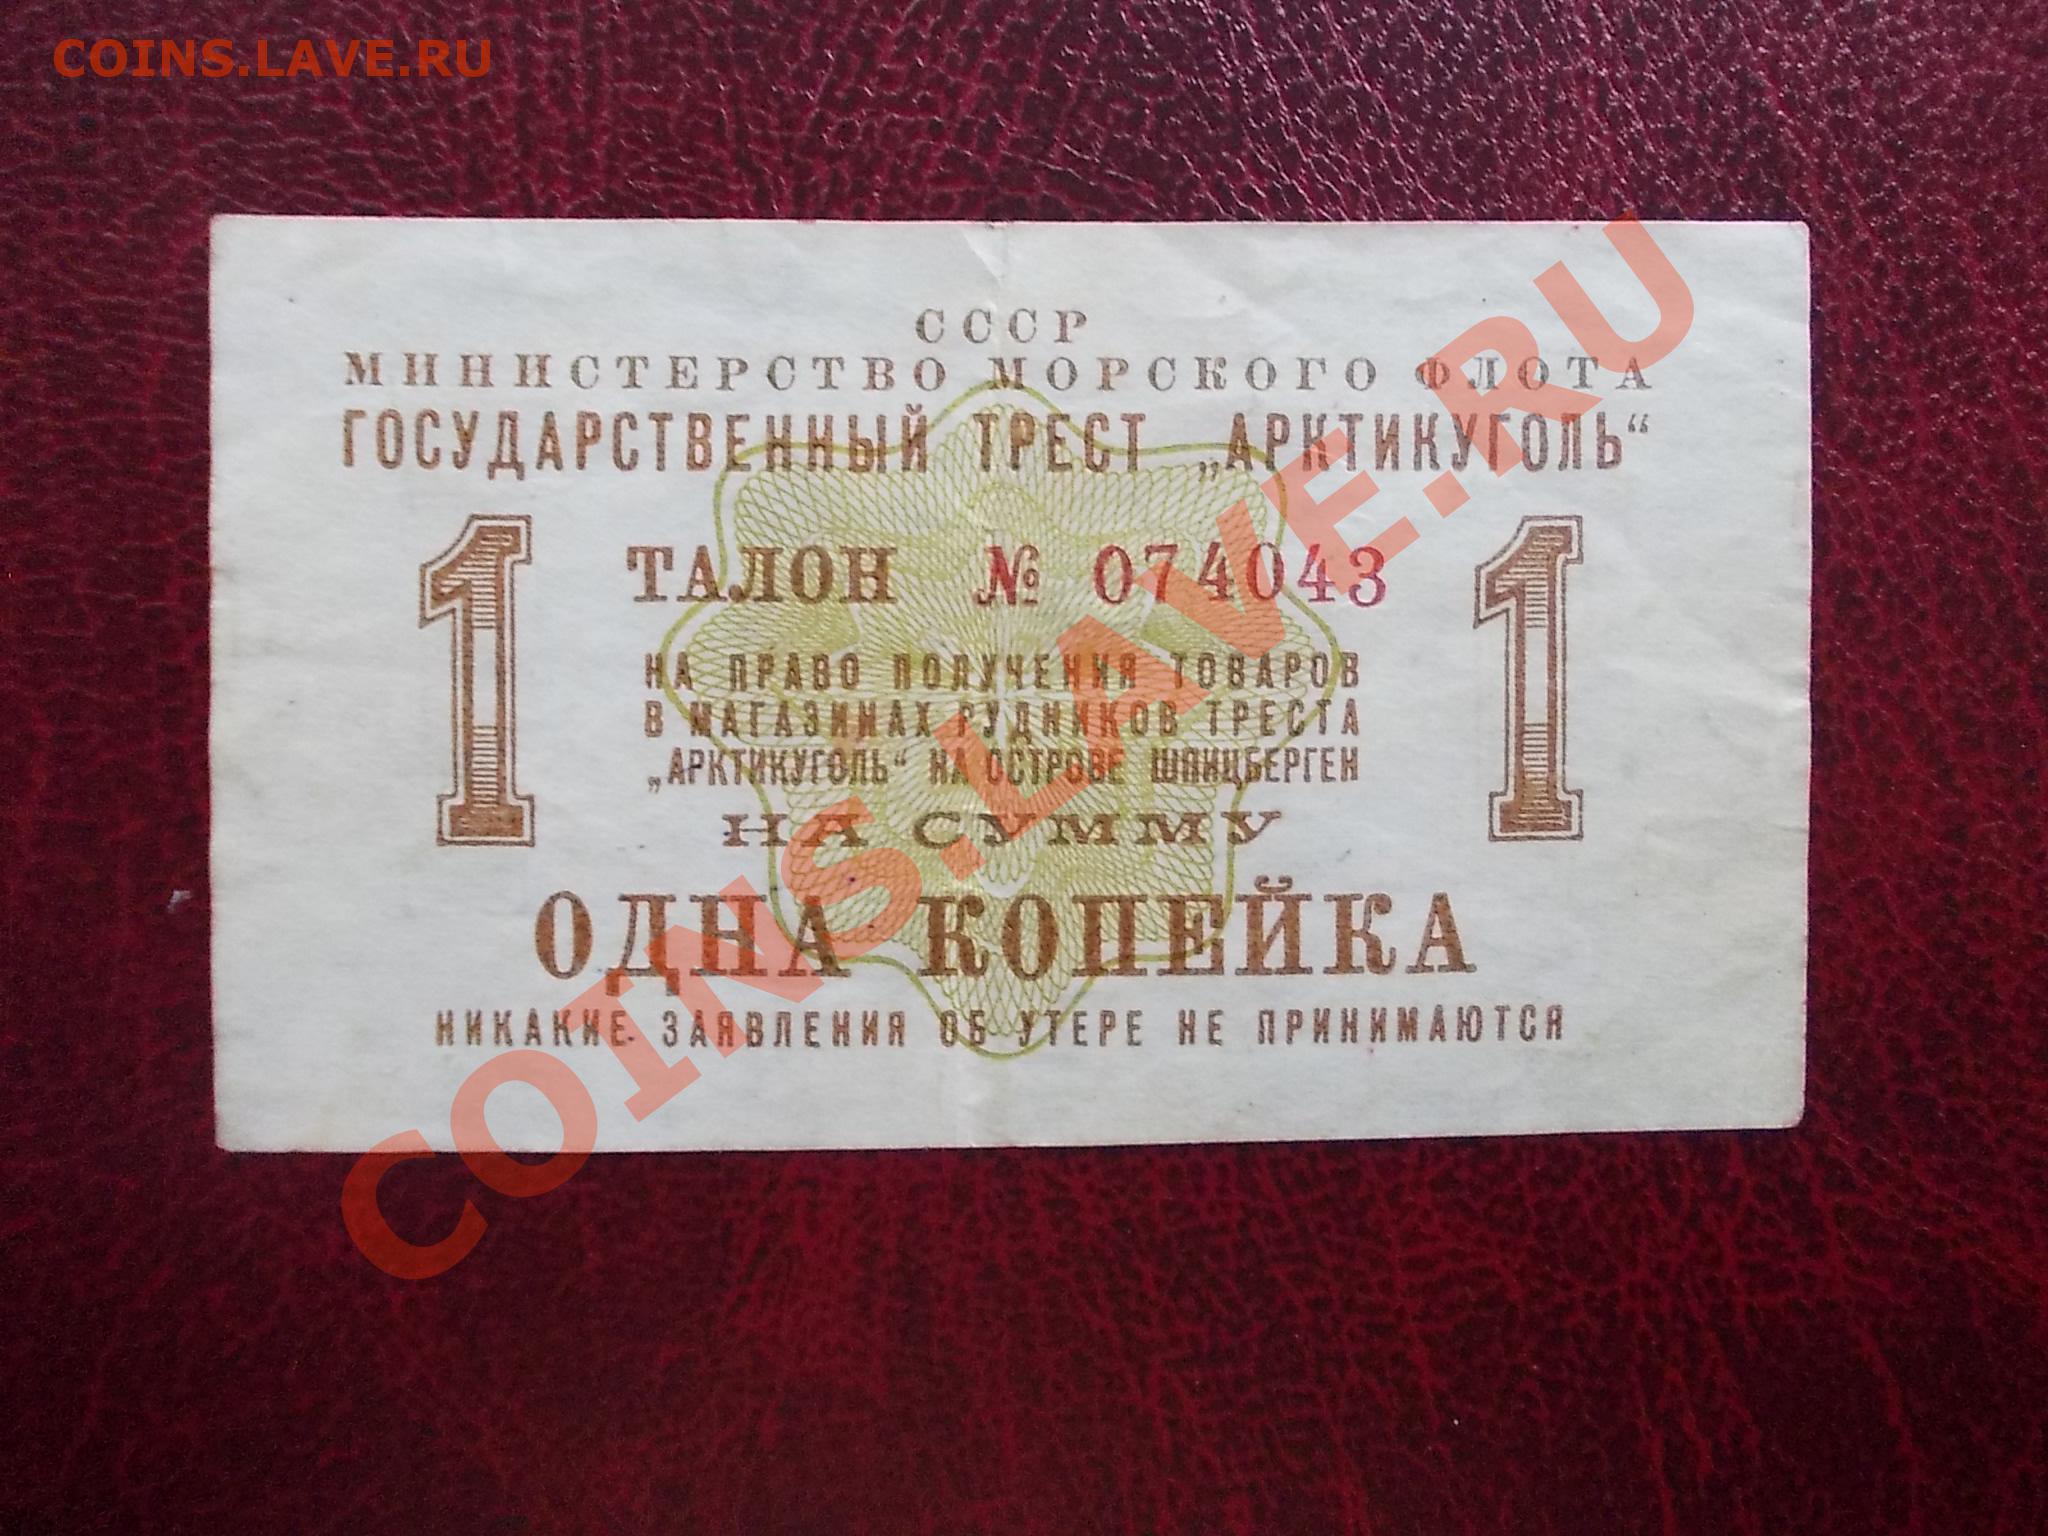 COINS.LAVE.RU
СССР
МИНИСТЕРСТВО МОРСКОГО ФЛОТА
ГОСУДАРСТВЕННЫЙ ТРЕСТ „АРКТИКУГОЛЬ“
1 ТАЛОН № 074043 1
НА ПРАВО ПОЛУЧЕНИЯ ТОВАРОВ
В МАГАЗИНАХ РУДНИКОВ ТРЕСТА
„АРКТИКУГОЛЬ“ НА ОСТРОВЕ ШПИЦБЕРГЕН
НА СУММУ
ОДНА КОПЕЙКА
НИКАКИЕ ЗАЯВЛЕНИЯ ОБ УТЕРЕ НЕ ПРИНИМАЮТСЯ
COINS.LAVE.RU